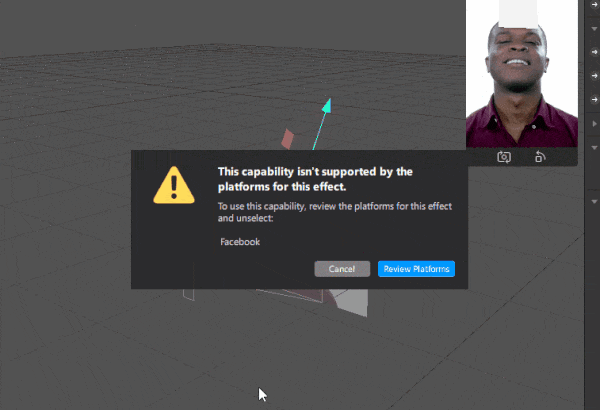 This capability isn't supported by the
platforms for this effect.
To use this capability, review the platforms for this effect
and unselect:
Facebook
Cancel
Review Platforms